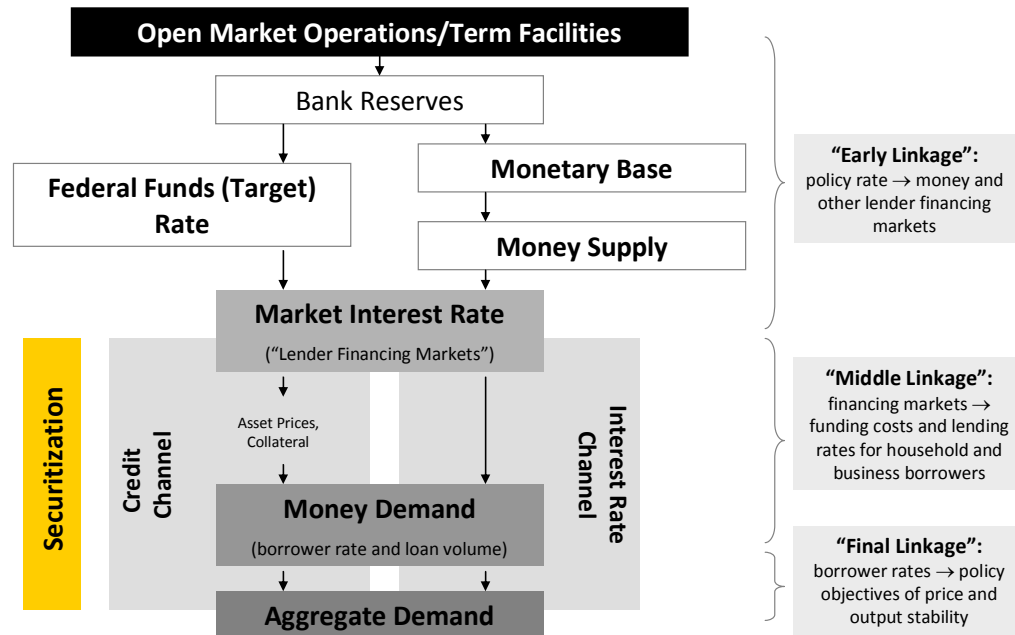 Open Market Operations/Term Facilities
Bank Reserves
Federal Funds (Target)
Rate
Monetary Base
Money Supply
Market Interest Rate
(“Lender Financing Markets”)
Securitization
Credit
Channel
Asset Prices,
Collateral
Interest Rate
Channel
Money Demand
(borrower rate and loan volume)
Aggregate Demand
“Early Linkage”:
policy rate → money and
other lender financing
markets
“Middle Linkage”:
financing markets →
funding costs and lending
rates for household and
business borrowers
“Final Linkage”:
borrower rates → policy
objectives of price and
output stability